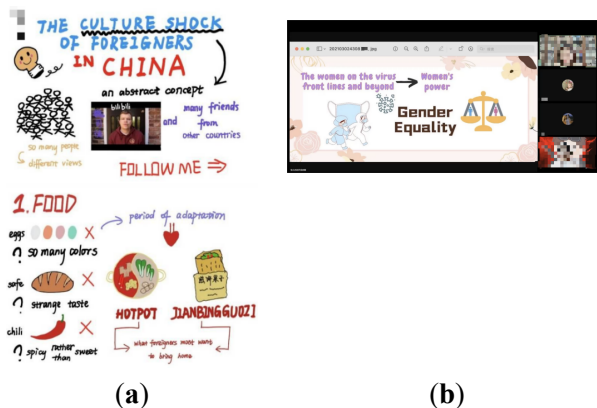 THE CULTURE SHOCK
OF FOREIGNERS
IN CHINA
an abstract concept
bilibili
and
many friends
from
other countries
so many people
different views
FOLLOW ME ⇒
1. FOOD
eggs
? so many colors
period of adaptation
safe
? strange taste
chili
? spicy rather than sweet
HOTPOT
JIANBINGGUOZI
what foreigners most want
to bring home
(a)
The women on the virus
front lines and beyond
Women's
power
Gender
Equality
(b)